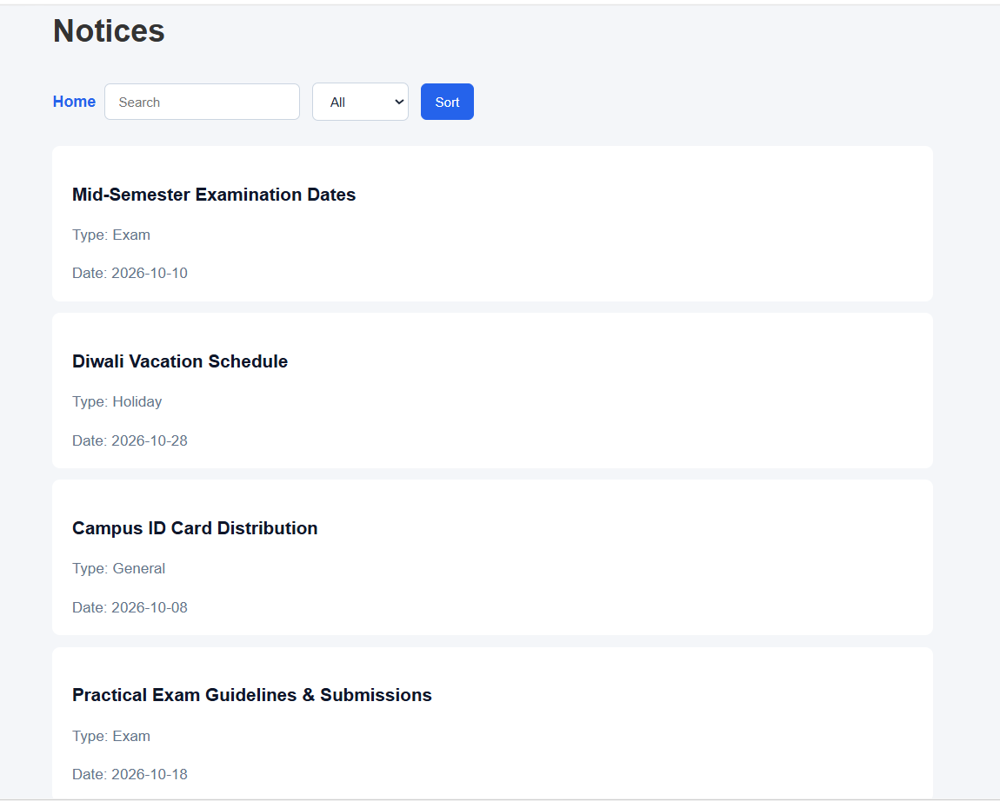 Notices
Home Search All Sort
Mid-Semester Examination Dates
Type: Exam
Date: 2026-10-10
Diwali Vacation Schedule
Type: Holiday
Date: 2026-10-28
Campus ID Card Distribution
Type: General
Date: 2026-10-08
Practical Exam Guidelines & Submissions
Type: Exam
Date: 2026-10-18